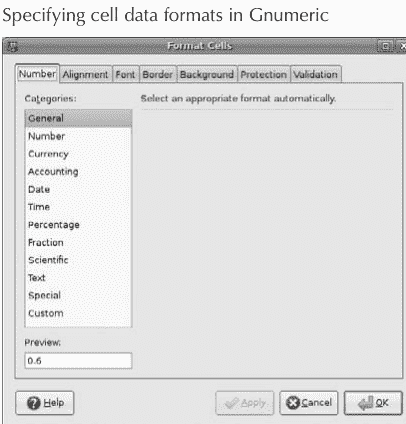 Specifying cell data formats in Gnumeric
Format Cells
Number Alignment Font Border Background Protection Validation
Categories:
Select an appropriate format automatically.
General
Number
Currency
Accounting
Date
Time
Percentage
Fraction
Scientific
Text
Special
Custom
Preview:
0.6
Help Apply Cancel OK